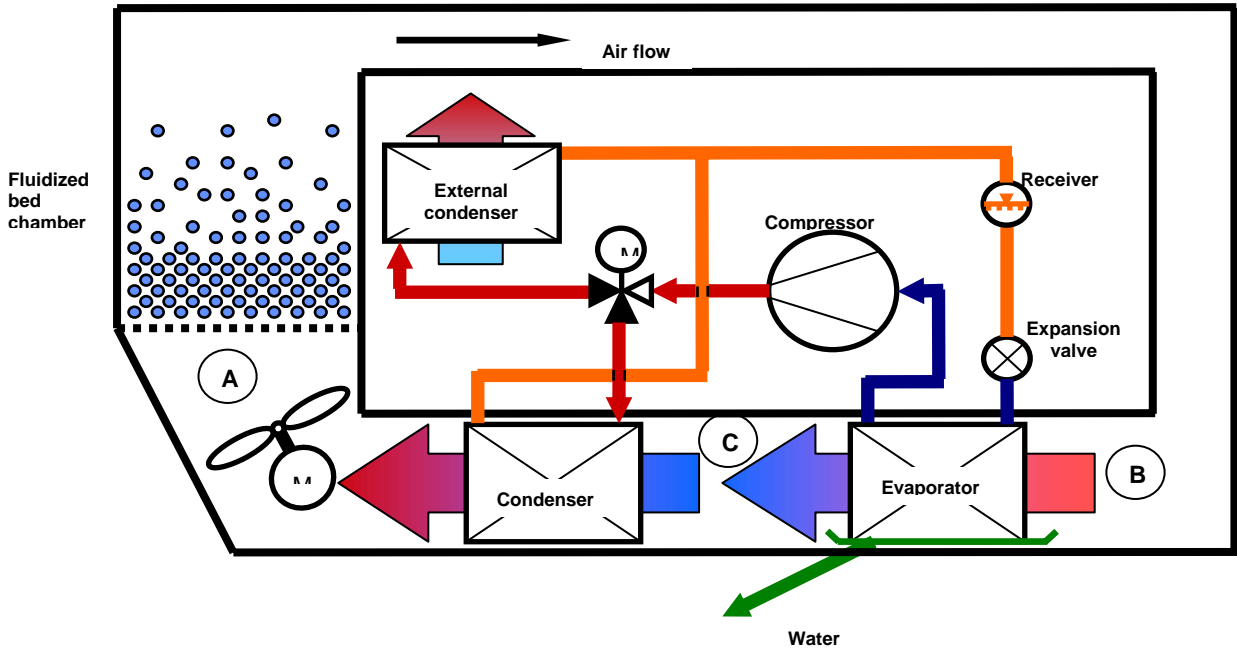 Air flow
Fluidized
bed
chamber
External
condenser
Receiver
Compressor
M
Expansion
valve
A
C
B
M
Condenser
Evaporator
Water